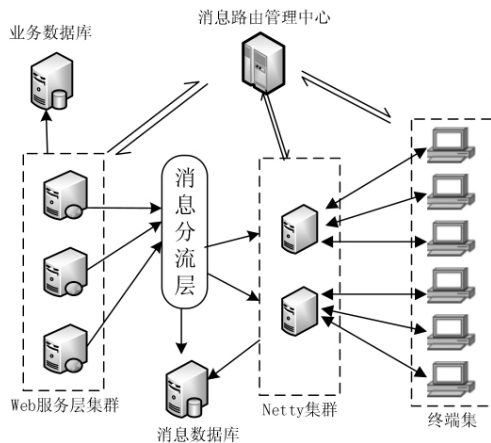 消息路由管理中心
业务数据库
消息分流层
Web服务层集群
消息数据库
Netty集群
终端集